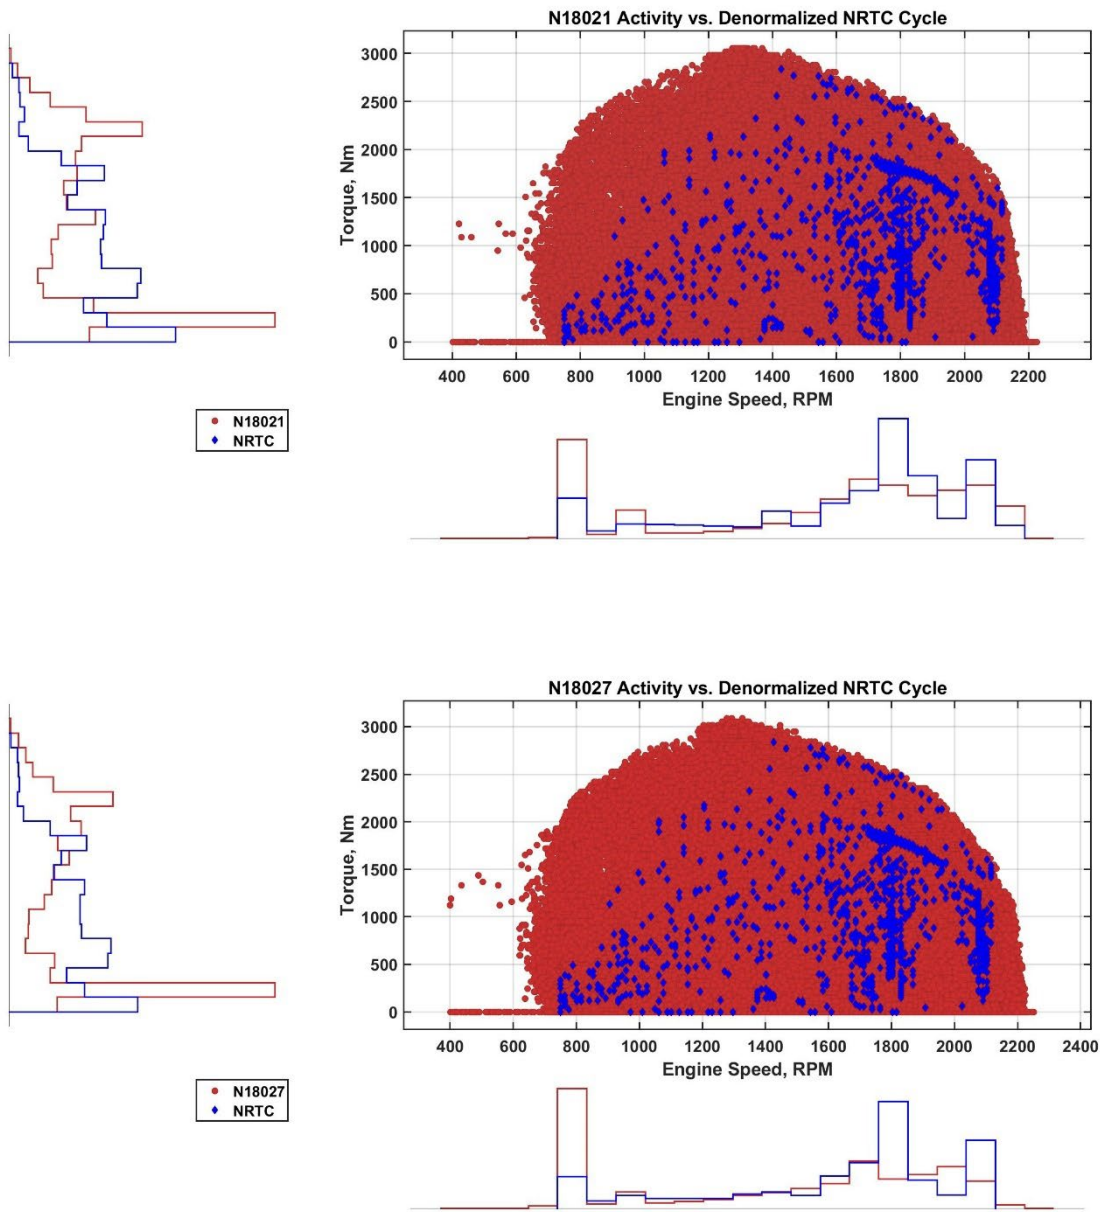 N18021 Activity vs. Denormalized NRTC Cycle
3000
2500
2000
1500
1000
500
0
Torque, Nm
400 600 800 1000 1200 1400 1600 1800 2000 2200
Engine Speed, RPM
N18021
NRTC
N18027 Activity vs. Denormalized NRTC Cycle
3000
2500
2000
1500
1000
500
0
Torque, Nm
400 600 800 1000 1200 1400 1600 1800 2000 2200 2400
Engine Speed, RPM
N18027
NRTC